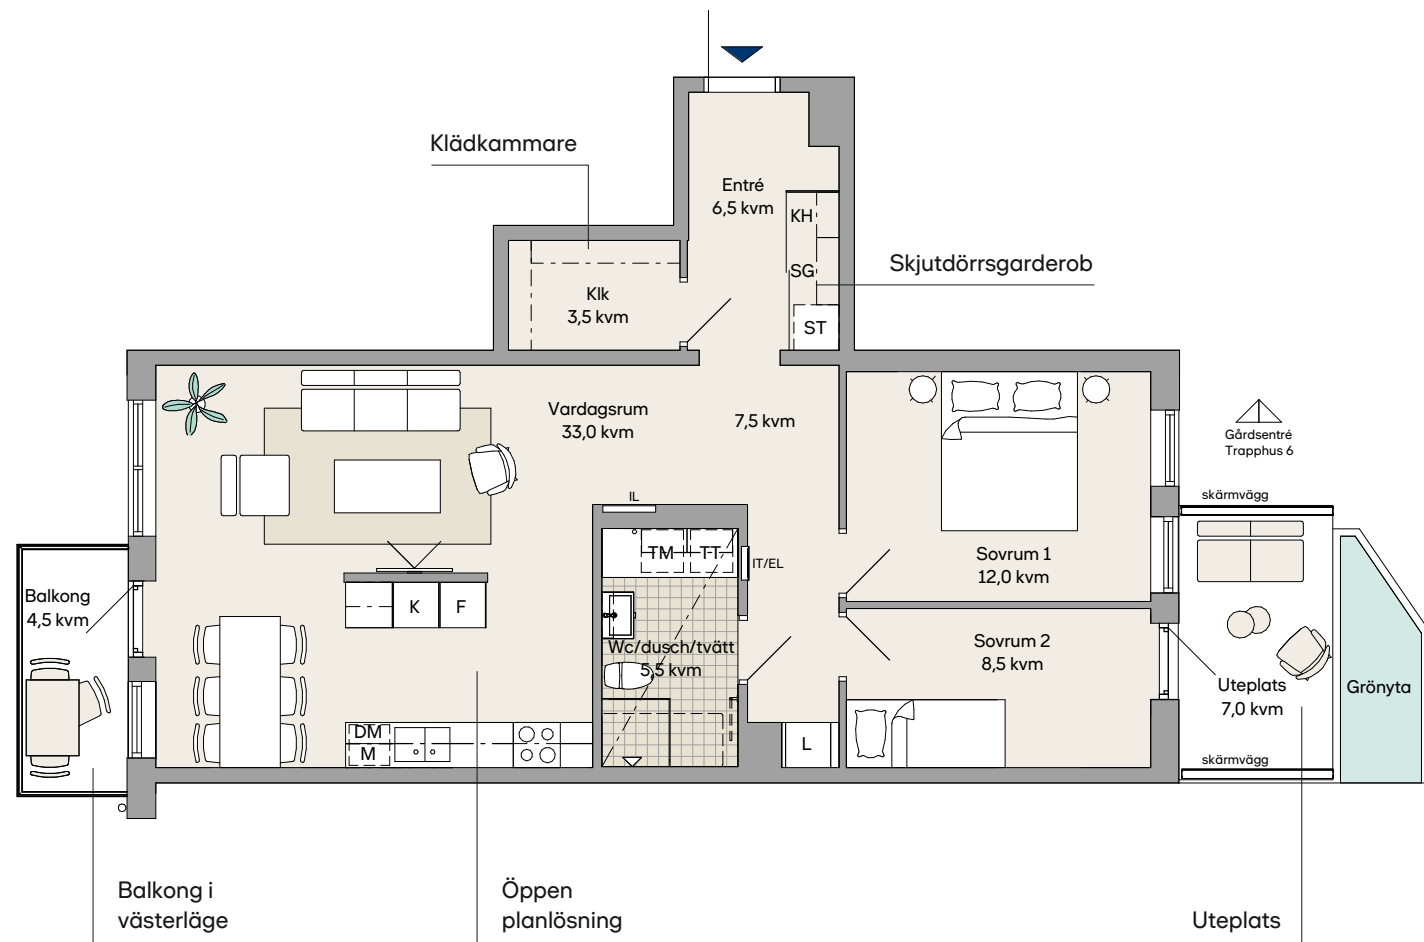 Klädkammare
Entré
6,5 kvm
KH
SG
ST
Skjutdörrsgarderob
Klk
3,5 kvm
Vardagsrum
33,0 kvm
7,5 kvm
Gårdsentré
Trapphus 6
skärmvägg
IL
TM
TT
IT/EL
Sovrum 1
12,0 kvm
Balkong
4,5 kvm
K
F
Wc/dusch/tvätt
5,5 kvm
Sovrum 2
8,5 kvm
Uteplats
7,0 kvm
Grönyta
DM
M
L
skärmvägg
Balkong i
västerläge
Öppen
planlösning
Uteplats